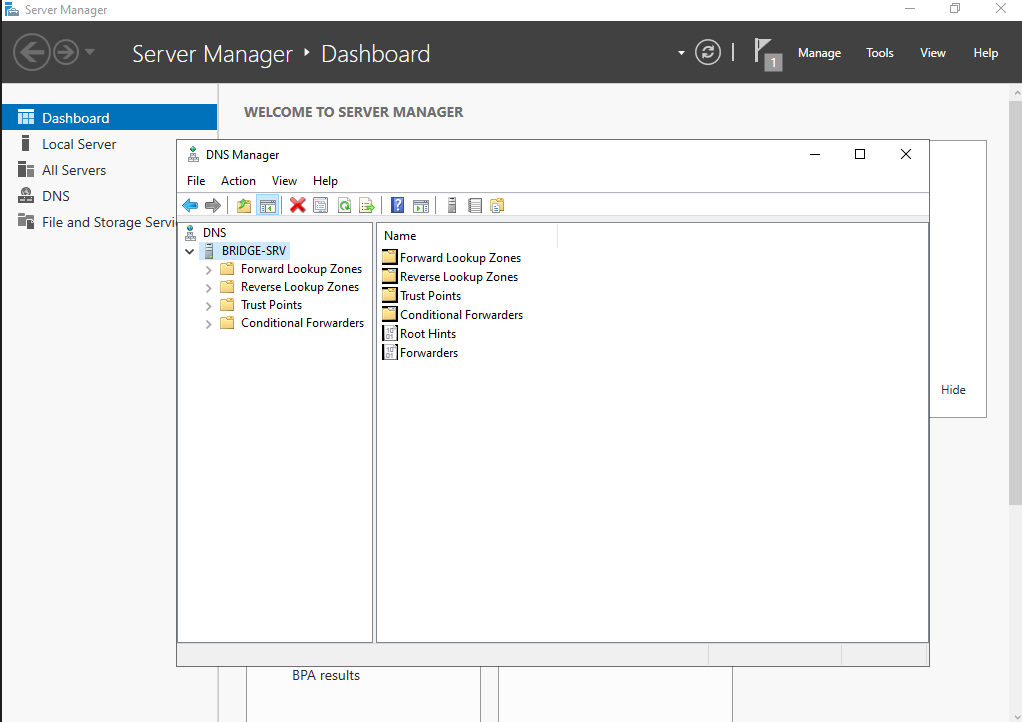 Server Manager
Server Manager ‣ Dashboard
1
Manage Tools View Help
Dashboard
Local Server
All Servers
DNS
File and Storage Servi
WELCOME TO SERVER MANAGER
DNS Manager
File Action View Help
DNS
BRIDGE-SRV
Forward Lookup Zones
Reverse Lookup Zones
Trust Points
Conditional Forwarders
Name
Forward Lookup Zones
Reverse Lookup Zones
Trust Points
Conditional Forwarders
Root Hints
Forwarders
Hide
BPA results